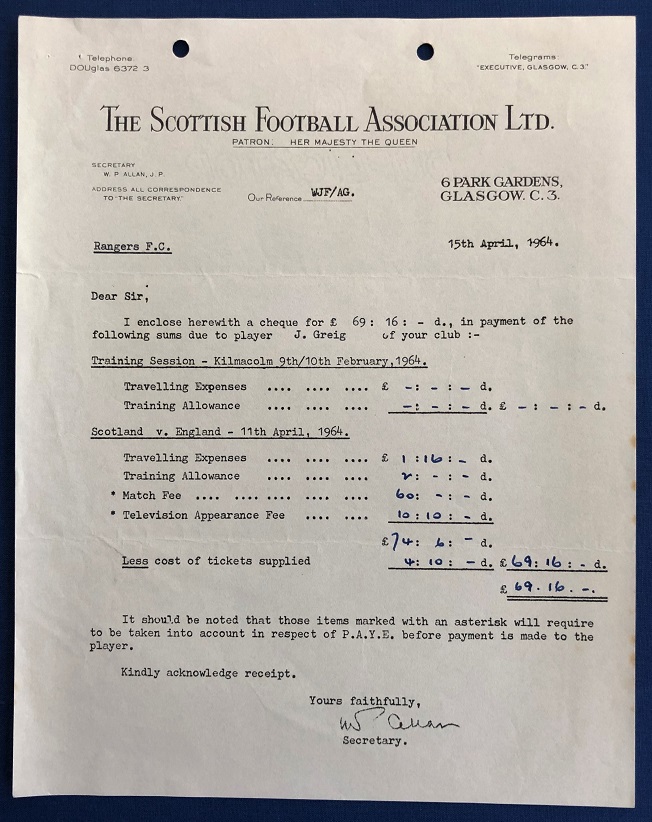 Telephone:
DOUglas 6372 3
Telegrams:
"EXECUTIVE, GLASGOW, C.3."
THE SCOTTISH FOOTBALL ASSOCIATION LTD.
PATRON: HER MAJESTY THE QUEEN
SECRETARY
W. P. ALLAN, J. P.
ADDRESS ALL CORRESPONDENCE
TO "THE SECRETARY."
Our Reference WJF/AG.
6 PARK GARDENS,
GLASGOW. C. 3.
Rangers F.C.
15th April, 1964.
Dear Sir,
I enclose herewith a cheque for £ 69: 16: - d., in payment of the
following sums due to player J. Greig of your club :-
Training Session - Kilmacolm 9th/10th February,1964.
Travelling Expenses .... .... .... £ -: - : - d.
Training Allowance .... .... .... -: - : - d. £ - : - : - d.
Scotland v. England - 11th April, 1964.
Travelling Expenses .... .... .... £ 1 : 16 : - d.
Training Allowance .... .... .... 2: - : - d.
* Match Fee .... .... .... .... .... 60: -: - d.
* Television Appearance Fee .... .... 10: 10: - d.
£ 74: 6: - d.
Less cost of tickets supplied 4: 10: - d. £ 69: 16: - d.
£ 69. 16. -.
It should be noted that those items marked with an asterisk will require
to be taken into account in respect of P.A.Y.E. before payment is made to the
player.
Kindly acknowledge receipt.
Yours faithfully,
W P Allan
Secretary.